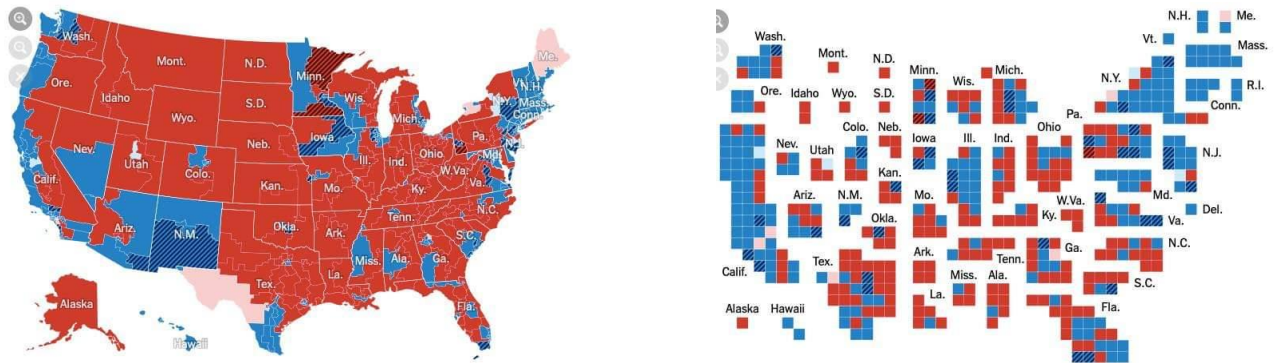 Wash.
Mont.
N.D.
Minn.
Me.
Ore.
Idaho
S.D.
Wis.
Vt.
N.H.
Wyo.
Mich.
N.Y.
Mass.
Conn.
Iowa
Neb.
Pa.
Nev.
Utah
Ill.
Ind.
Ohio
Md.
N.J.
Calif.
Colo.
Kan.
Mo.
W.Va.
Ky.
Va.
Tenn.
N.C.
Ariz.
N.M.
Okla.
Ark.
S.C.
Miss.
Ala.
Ga.
Tex.
La.
Alaska
Fla.
Hawaii
N.H.
Me.
Vt.
Mass.
Wash.
Mont.
N.D.
Minn.
Wis.
Mich.
N.Y.
R.I.
Conn.
Ore.
Idaho
Wyo.
S.D.
Pa.
Nev.
Utah
Colo.
Neb.
Iowa
Ill.
Ind.
Ohio
N.J.
Kan.
Ariz.
N.M.
Okla.
Mo.
W.Va.
Ky.
Md.
Va.
Del.
Calif.
Tex.
Ark.
Tenn.
Ga.
N.C.
Miss.
Ala.
S.C.
La.
Fla.
Alaska
Hawaii